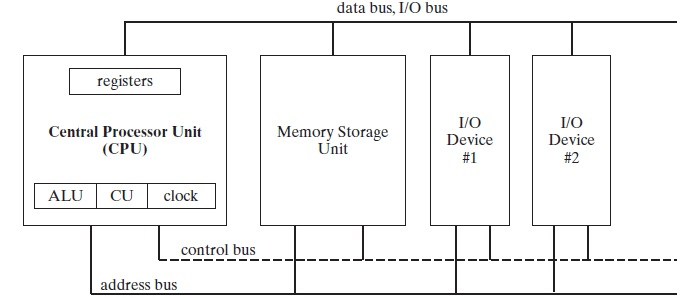 data bus, I/O bus
registers
Central Processor Unit
(CPU)
ALU
CU
clock
Memory Storage
Unit
I/O
Device
#1
I/O
Device
#2
control bus
address bus